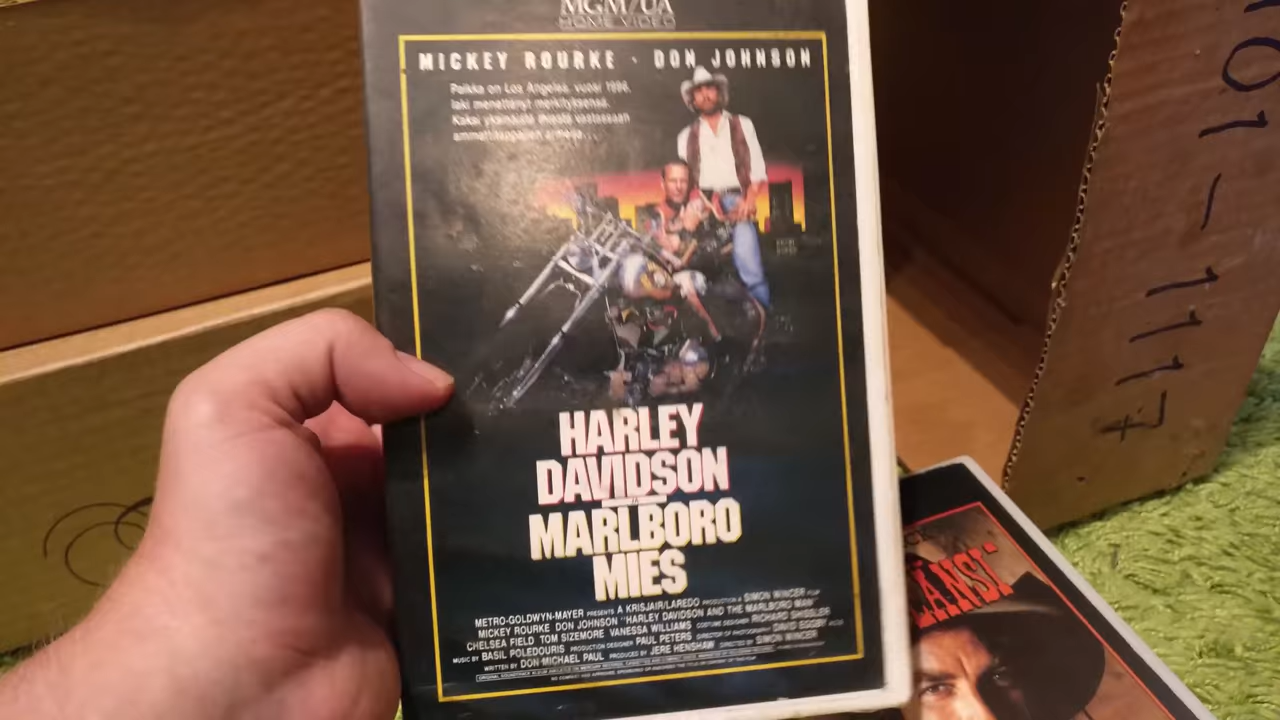 MGM/UA
HOME VIDEO
MICKEY ROURKE · DON JOHNSON
Paikka on Los Angeles, vuosi 1996,
laki menettänyt merkityksensä.
Kaksi yksinäistä miestä vastassaan
ammattitappajien armeija...
HARLEY
DAVIDSON
JA
MARLBORO
MIES
METRO-GOLDWYN-MAYER PRESENTS A KRISJAIR/LAREDO PRODUCTION A SIMON WINCER FILM
MICKEY ROURKE DON JOHNSON "HARLEY DAVIDSON AND THE MARLBORO MAN"
CHELSEA FIELD TOM SIZEMORE VANESSA WILLIAMS COSTUME DESIGNER RICHARD SHISSLER
MUSIC BY BASIL POLEDOURIS PRODUCTION DESIGNER PAUL PETERS DIRECTOR OF PHOTOGRAPHY DAVID EGGBY
WRITTEN BY DON MICHAEL PAUL PRODUCED BY JERE HENSHAW DIRECTED BY SIMON WINCER
LÄNSI"
101-1117